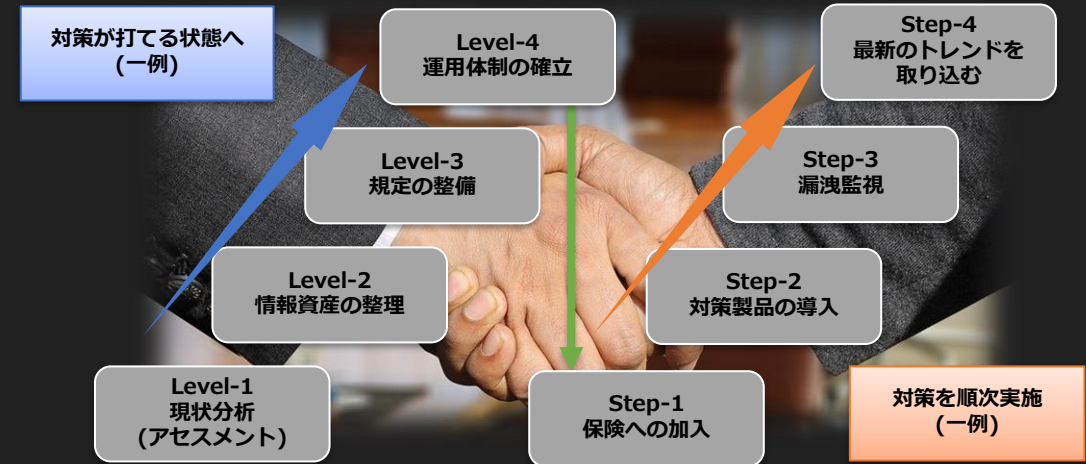 対策が打てる状態へ
(一例)
Level-4
運用体制の確立
Level-3
規定の整備
Level-2
情報資産の整理
Level-1
現状分析
(アセスメント)
Step-4
最新のトレンドを
取り込む
Step-3
漏洩監視
Step-2
対策製品の導入
Step-1
保険への加入
対策を順次実施
(一例)